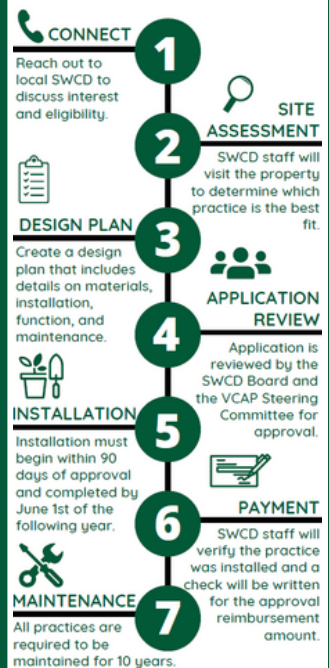 CONNECT
1
Reach out to
local SWCD to
discuss interest
and eligibility.
SITE
ASSESSMENT
2
SWCD staff will
visit the property
to determine which
practice is the best
fit.
DESIGN PLAN
3
Create a design
plan that includes
details on materials,
installation,
function, and
maintenance.
APPLICATION
REVIEW
4
Application is
reviewed by the
SWCD Board and
the VCAP Steering
Committee for
approval.
INSTALLATION
5
Installation must
begin within 90
days of approval
and completed by
June 1st of the
following year.
PAYMENT
6
SWCD staff will
verify the practice
was installed and a
check will be written
for the approval
reimbursement
amount.
MAINTENANCE
7
All practices are
required to be
maintained for 10 years.